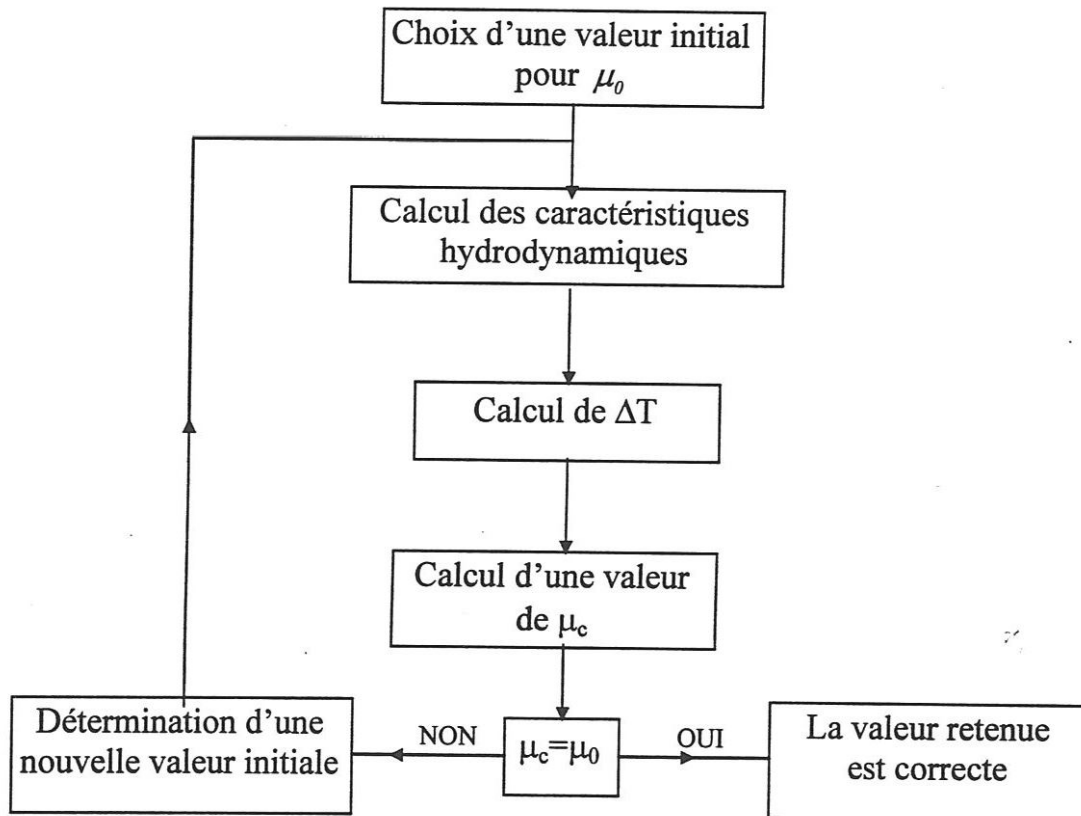 Choix d'une valeur initial
pour μ₀
Calcul des caractéristiques
hydrodynamiques
Calcul de ΔT
Calcul d'une valeur
de μc
Détermination d'une
nouvelle valeur initiale
NON
μc=μ₀
OUI
La valeur retenue
est correcte